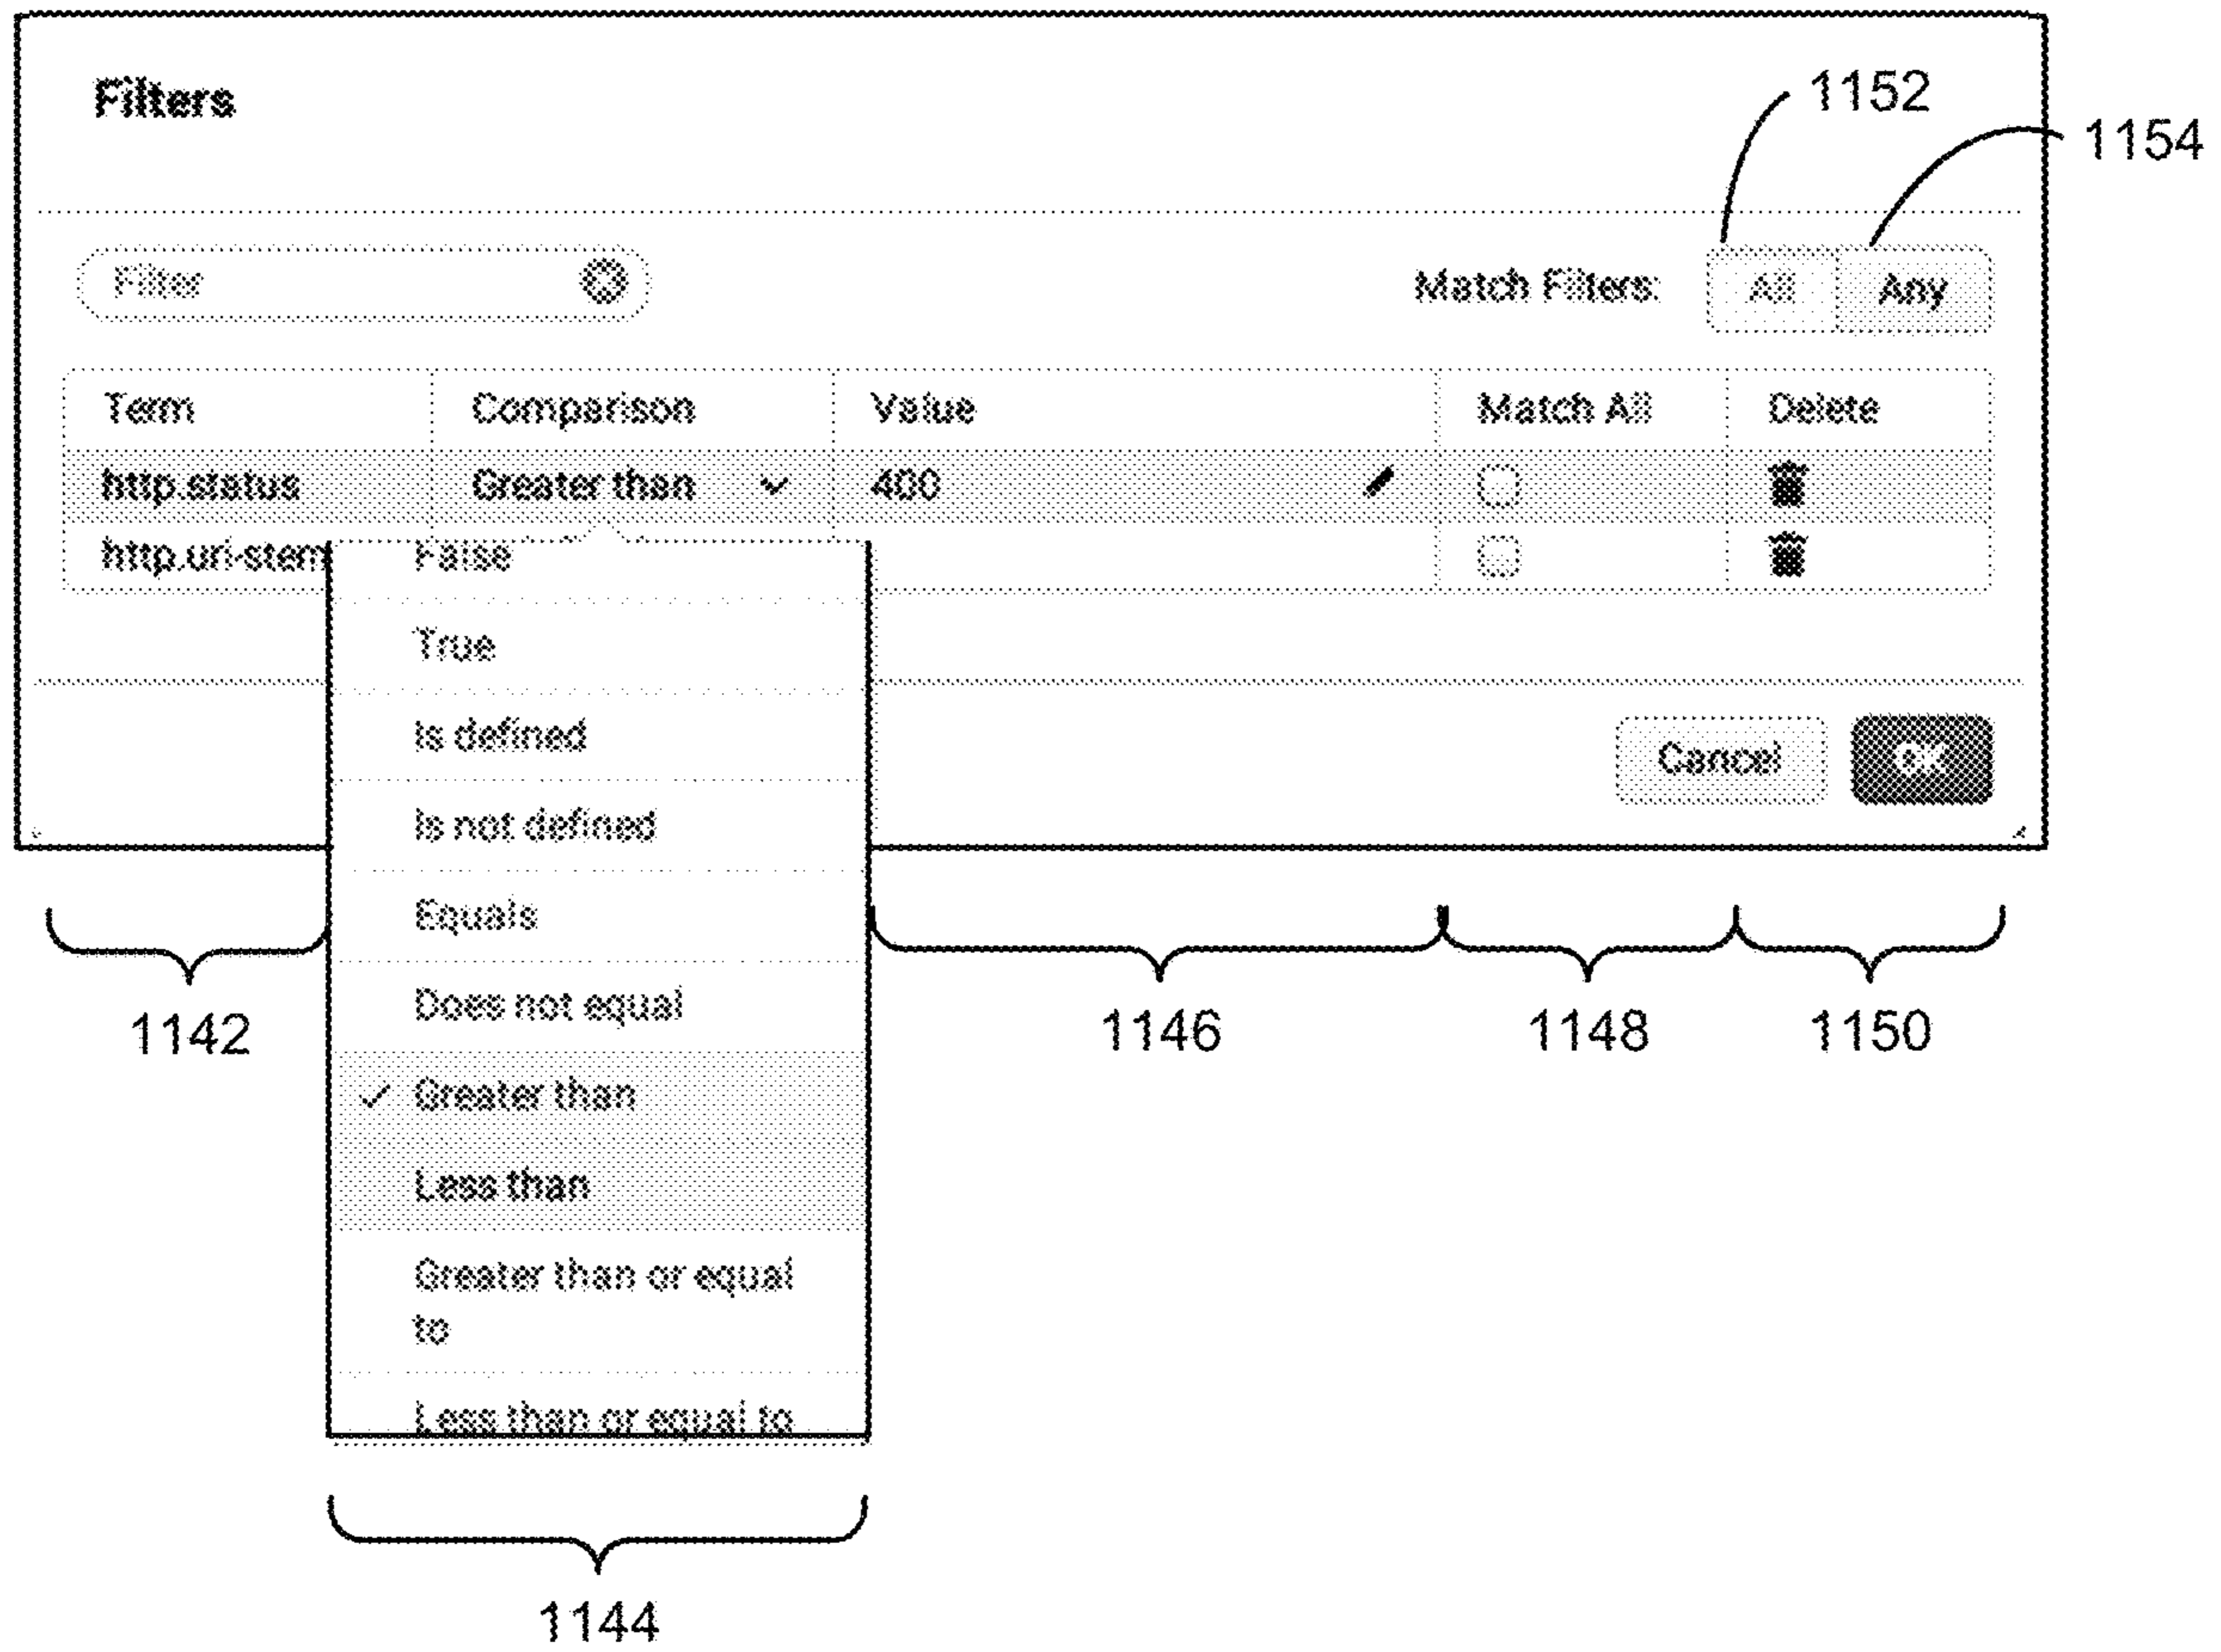 Filters
1152
1154
Filter
Match Filters: All Any
Term Comparison Value Match All Delete
http.status Greater than 400
http.uri-stem
False
True
Is defined
Is not defined
Cancel OK
Equals
Does not equal
1142 1146 1148 1150
Greater than
Less than
Greater than or equal
to
Less than or equal to
1144